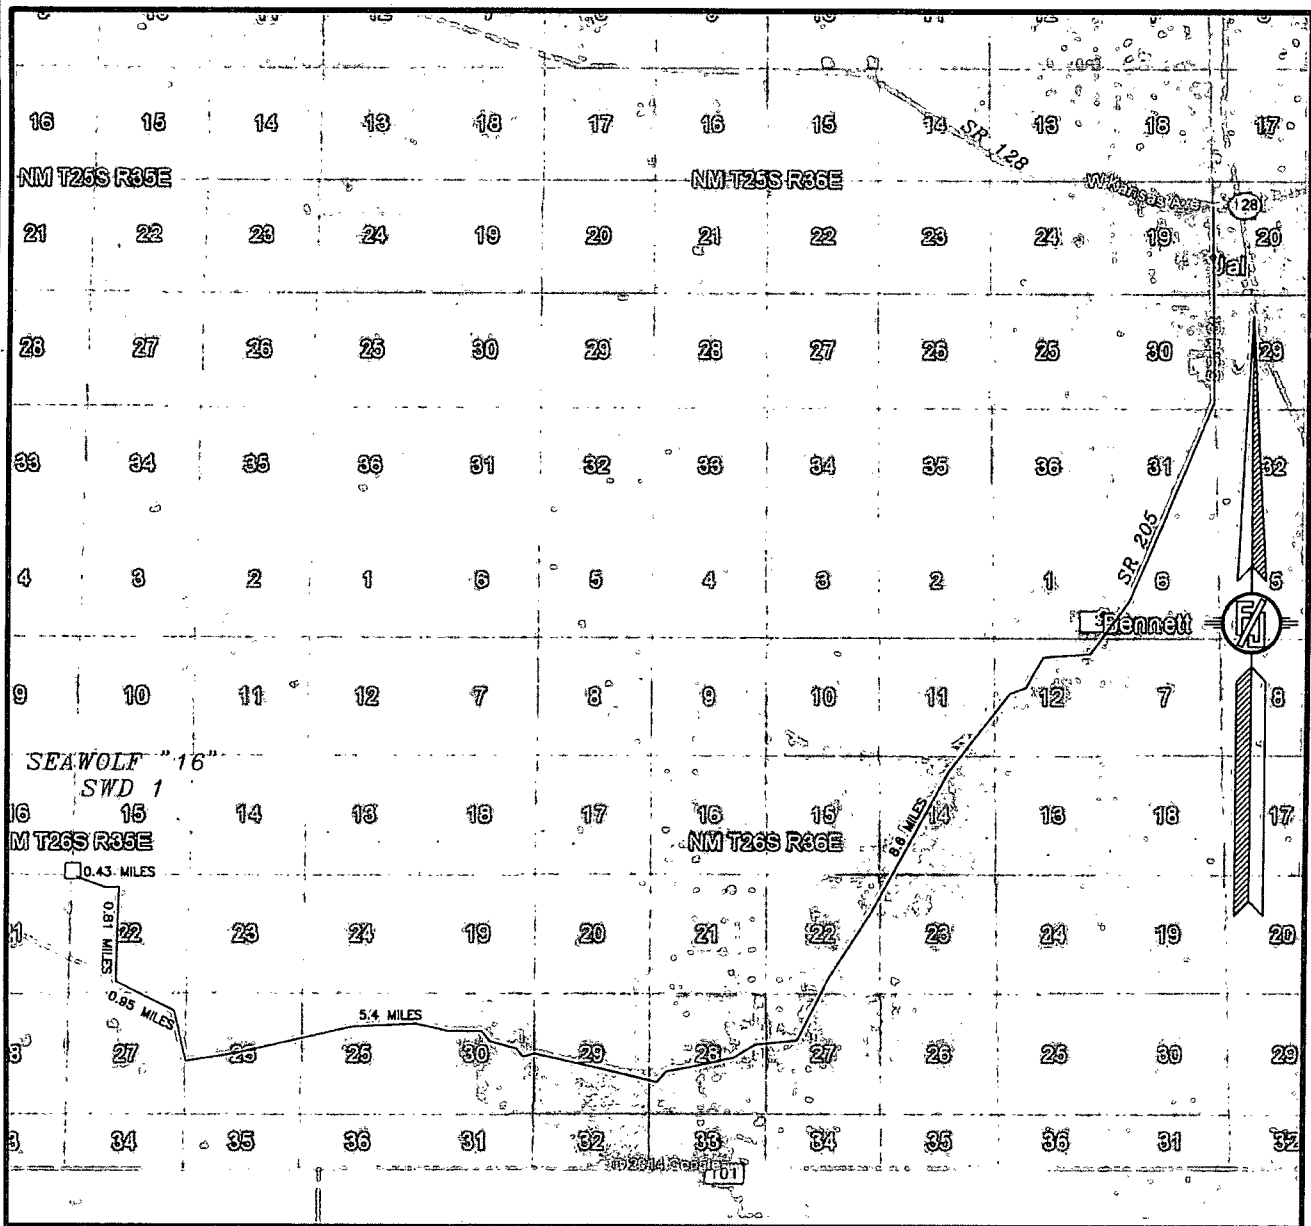 16 15 14 13 18 17 16 15 14 13 18 17
SR 128
NM T25S R35E
NM T25S R36E
W Kansas Ave
128
21 22 23 24 19 20 21 22 23 24 19 20
Jal
28 27 26 25 30 29 28 27 26 25 30 29
33 34 35 36 31 32 33 34 35 36 31 32
SR 205
4 3 2 1 6 5 4 3 2 1 6 5
Bennett
9 10 11 12 7 8 9 10 11 12 7 8
SEAWOLF "16"
SWD 1
16 15 14 13 18 17 16 15 14 13 18 17
8.6 MILES
M T26S R35E
NM T26S R36E
0.43 MILES
0.81 MILES
1 22 23 24 19 20 21 22 23 24 19 20
0.95 MILES
5.4 MILES
8 27 26 25 30 29 28 27 26 25 30 29
3 34 35 36 31 32 33 34 35 36 31 32
© 2014 Google
101